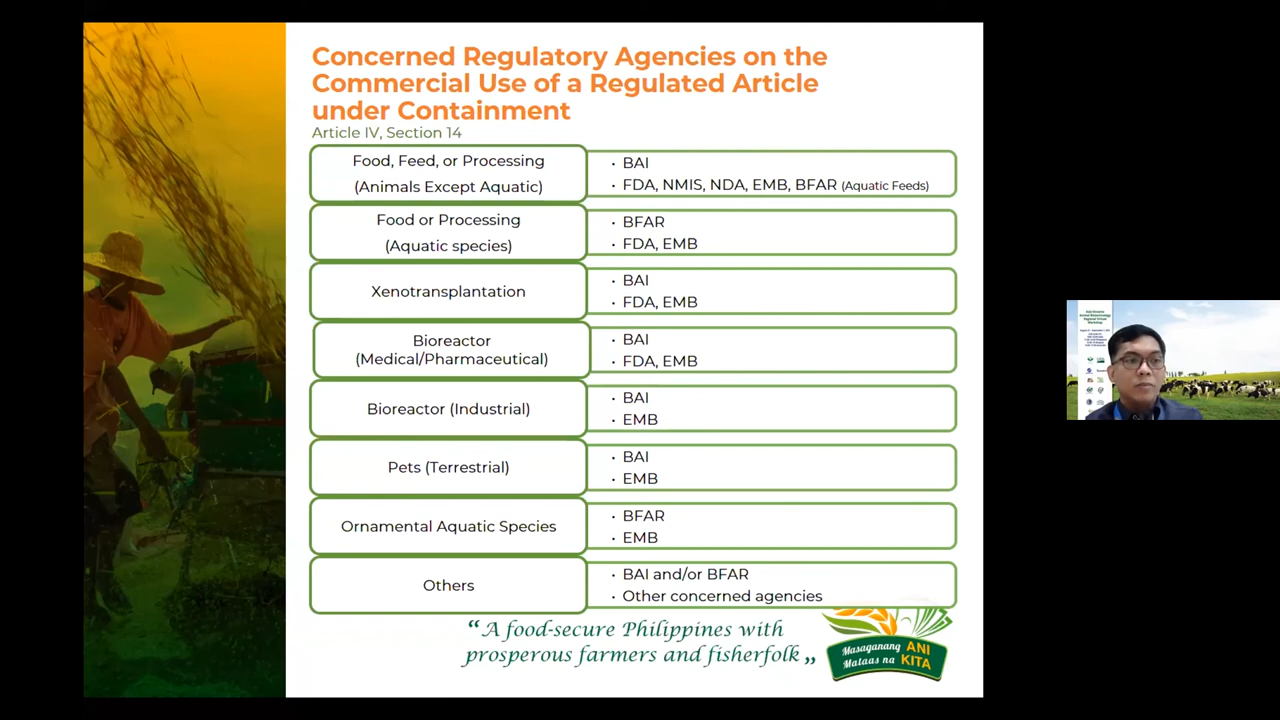 Concerned Regulatory Agencies on the
Commercial Use of a Regulated Article
under Containment
Article IV, Section 14
Food, Feed, or Processing
(Animals Except Aquatic)
• BAI
• FDA, NMIS, NDA, EMB, BFAR (Aquatic Feeds)
Food or Processing
(Aquatic species)
• BFAR
• FDA, EMB
Xenotransplantation
• BAI
• FDA, EMB
Bioreactor
(Medical/Pharmaceutical)
• BAI
• FDA, EMB
Bioreactor (Industrial)
• BAI
• EMB
Pets (Terrestrial)
• BAI
• EMB
Ornamental Aquatic Species
• BFAR
• EMB
Others
• BAI and/or BFAR
• Other concerned agencies
“A food-secure Philippines with
prosperous farmers and fisherfolk„
Masaganang ANI
Mataas na KITA